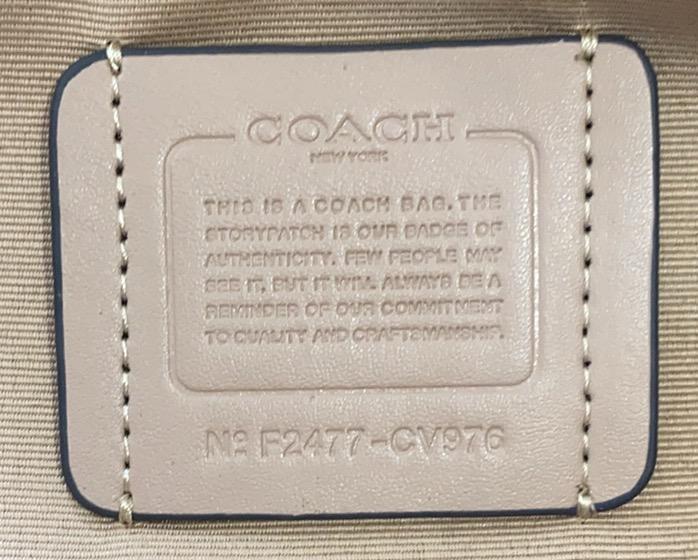 COACH
NEW YORK
THIS IS A COACH BAG. THE
STORYPATCH IS OUR BADGE OF
AUTHENTICITY. FEW PEOPLE MAY
SEE IT, BUT IT WILL ALWAYS BE A
REMINDER OF OUR COMMITMENT
TO QUALITY AND CRAFTSMANSHIP.
Nº F2477-CV976